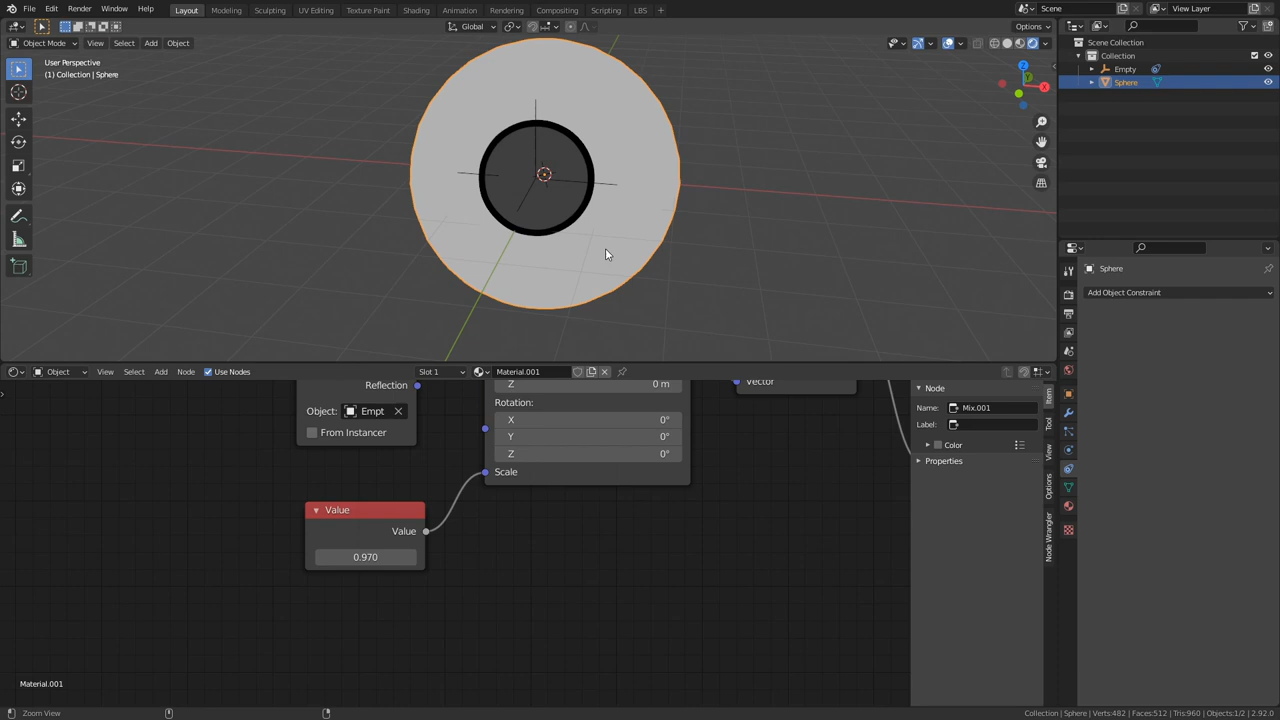 File Edit Render Window Help
Layout Modeling Sculpting UV Editing Texture Paint Shading Animation Rendering Compositing Scripting LBS +
Scene
View Layer
Global
Options
Object Mode View Select Add Object
User Perspective
(1) Collection | Sphere
Z
Y
X
Scene Collection
Collection
Empty
Sphere
Sphere
Add Object Constraint
Object View Select Add Node Use Nodes
Slot 1
Material.001
Reflection
Object: Empt
From Instancer
Z 0 m
Rotation:
X 0°
Y 0°
Z 0°
Scale
Vector
Value
Value
0.970
Node
Name: Mix.001
Label:
Color
Properties
Item
Tool
View
Options
Node Wrangler
Material.001
Zoom View
Collection | Sphere | Verts:482 | Faces:512 | Tris:960 | Objects:1/2 | 2.92.0